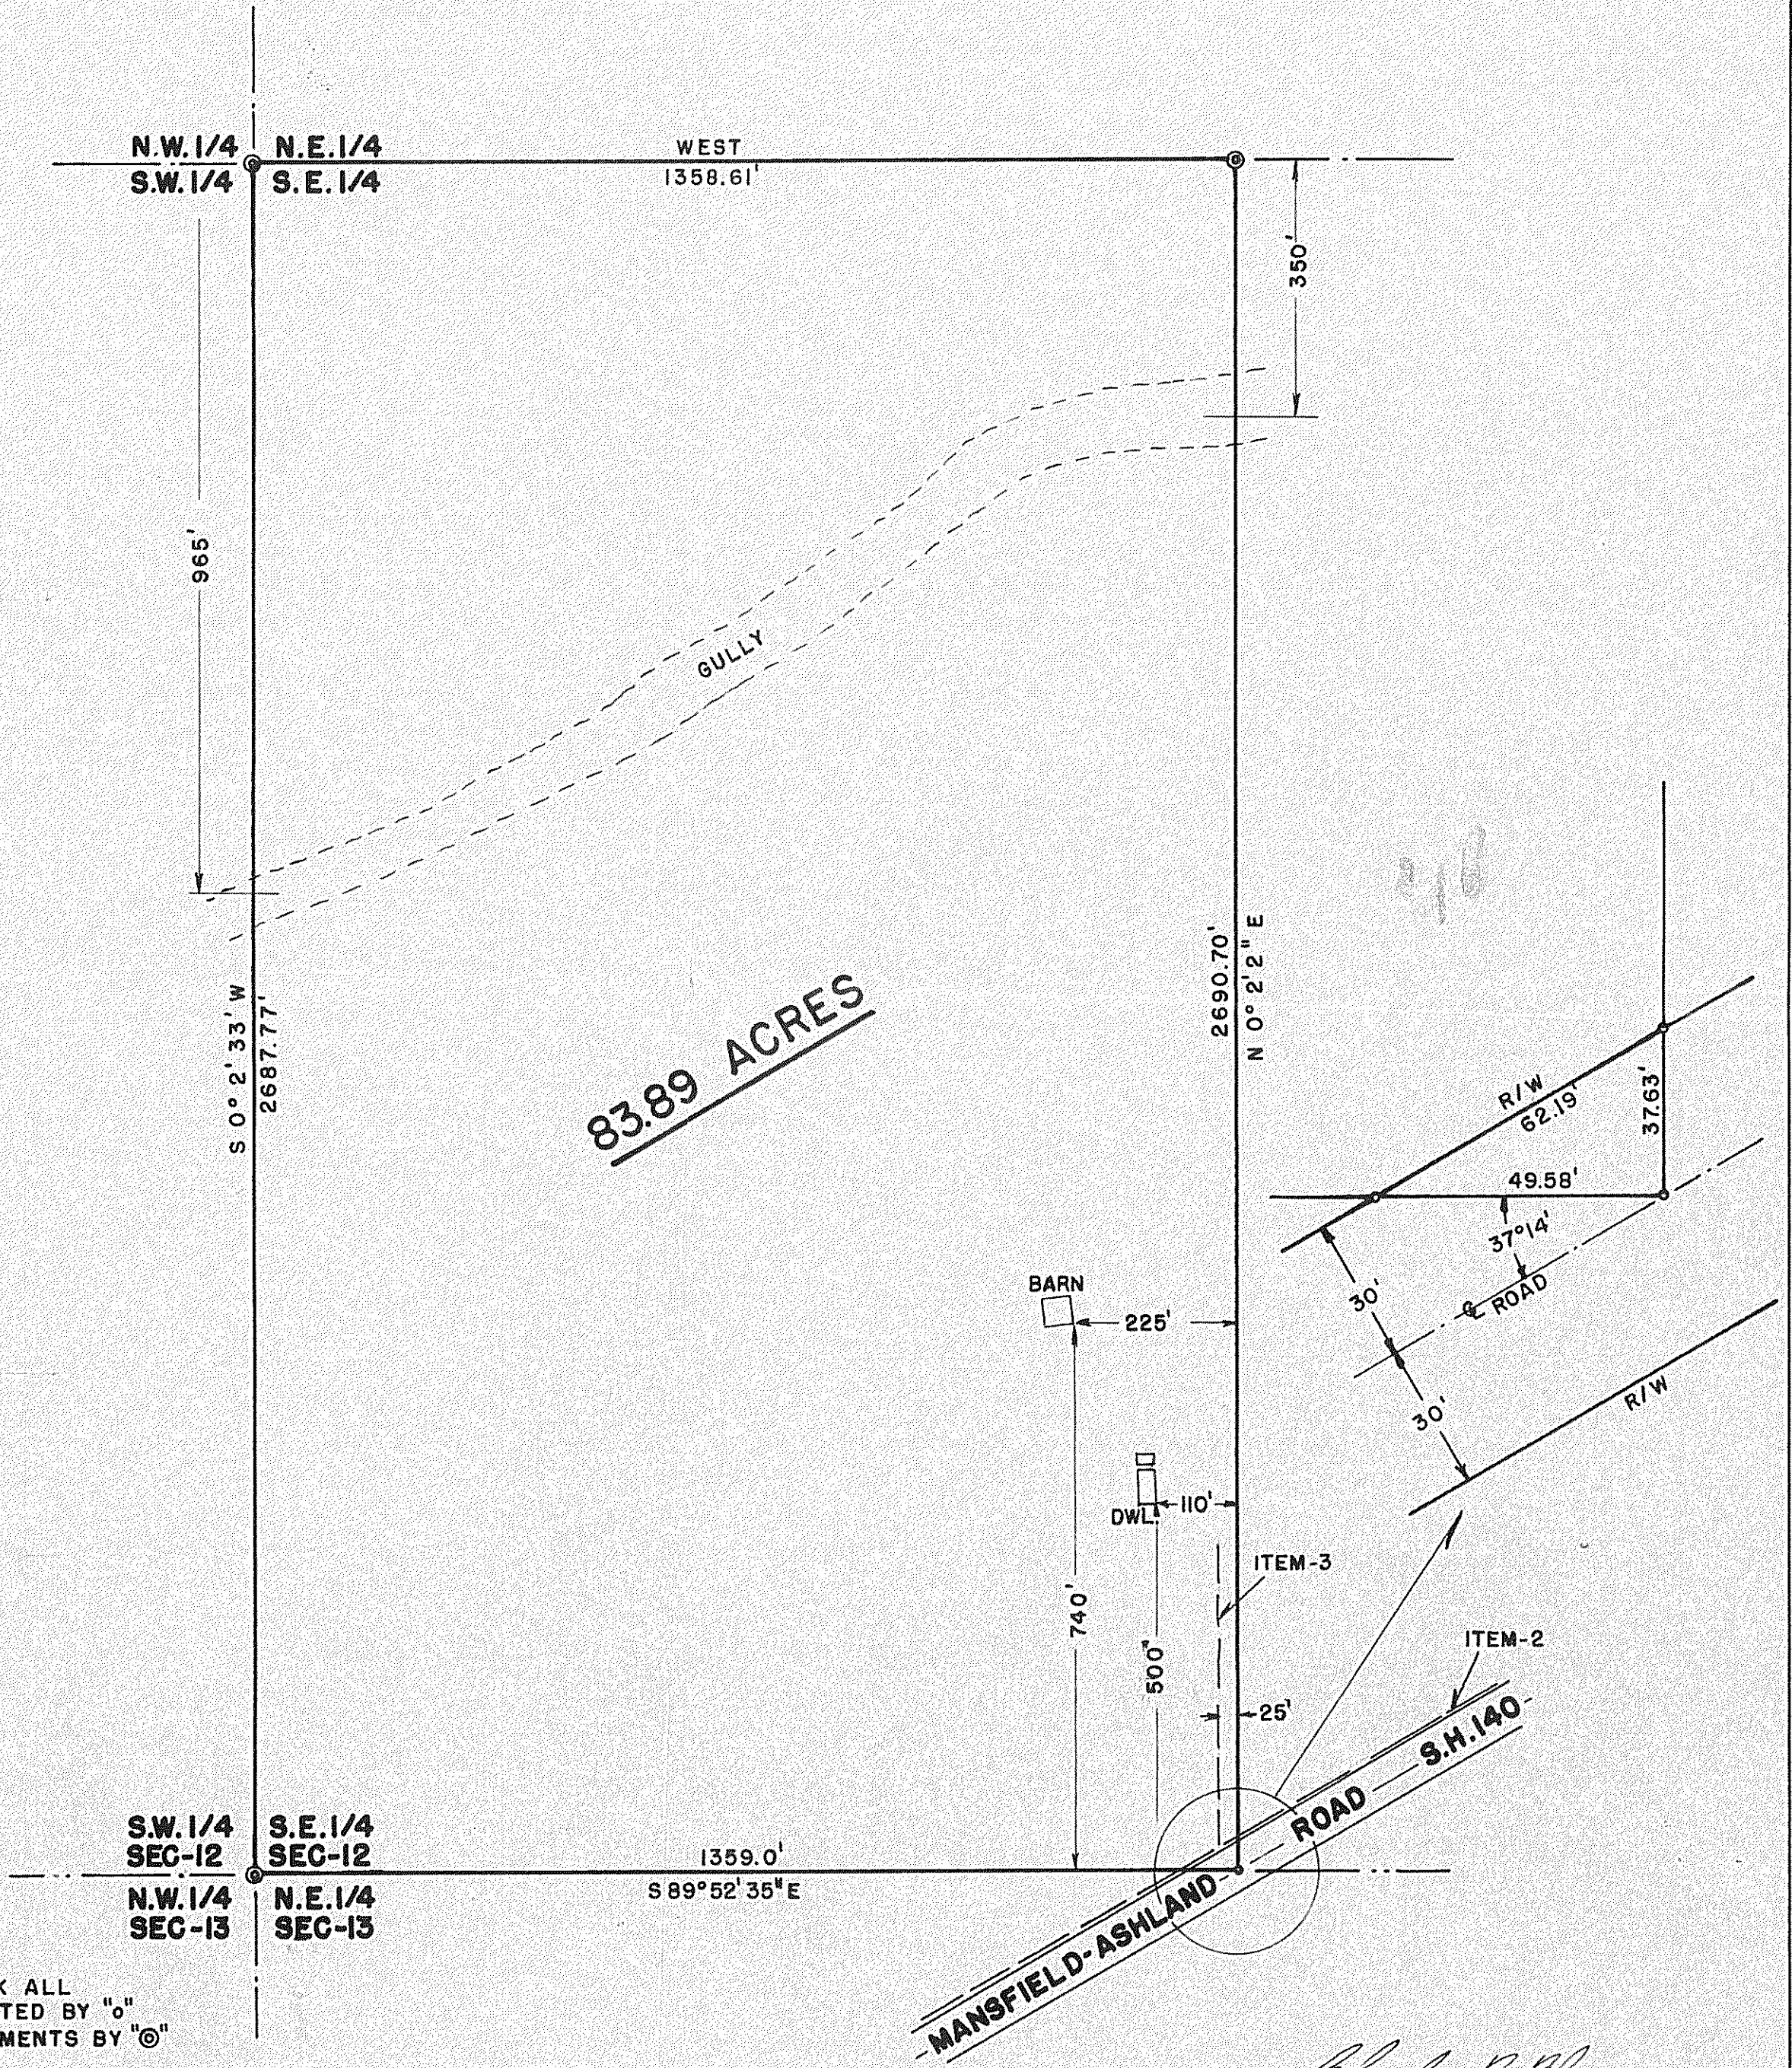 N.W. 1/4 N.E. 1/4
S.W. 1/4 S.E. 1/4
WEST
1358.61'
350'
965'
GULLY
S 0° 2' 33' W
2687.77'
83.89 ACRES
2690.70'
N 0° 2' 2" E
R/W
62.19'
37.63'
49.58'
37°14'
℄ ROAD
30'
30'
R/W
BARN
225'
DWL.
110'
740'
500"
ITEM-3
ITEM-2
25'
MANSFIELD-ASHLAND ROAD S.H.140
S.W. 1/4 S.E. 1/4
SEC-12 SEC-12
1359.0'
S 89° 52' 35" E
N.W. 1/4 N.E. 1/4
SEC-13 SEC-13
ALL
TED BY "o"
MENTS BY "◎"